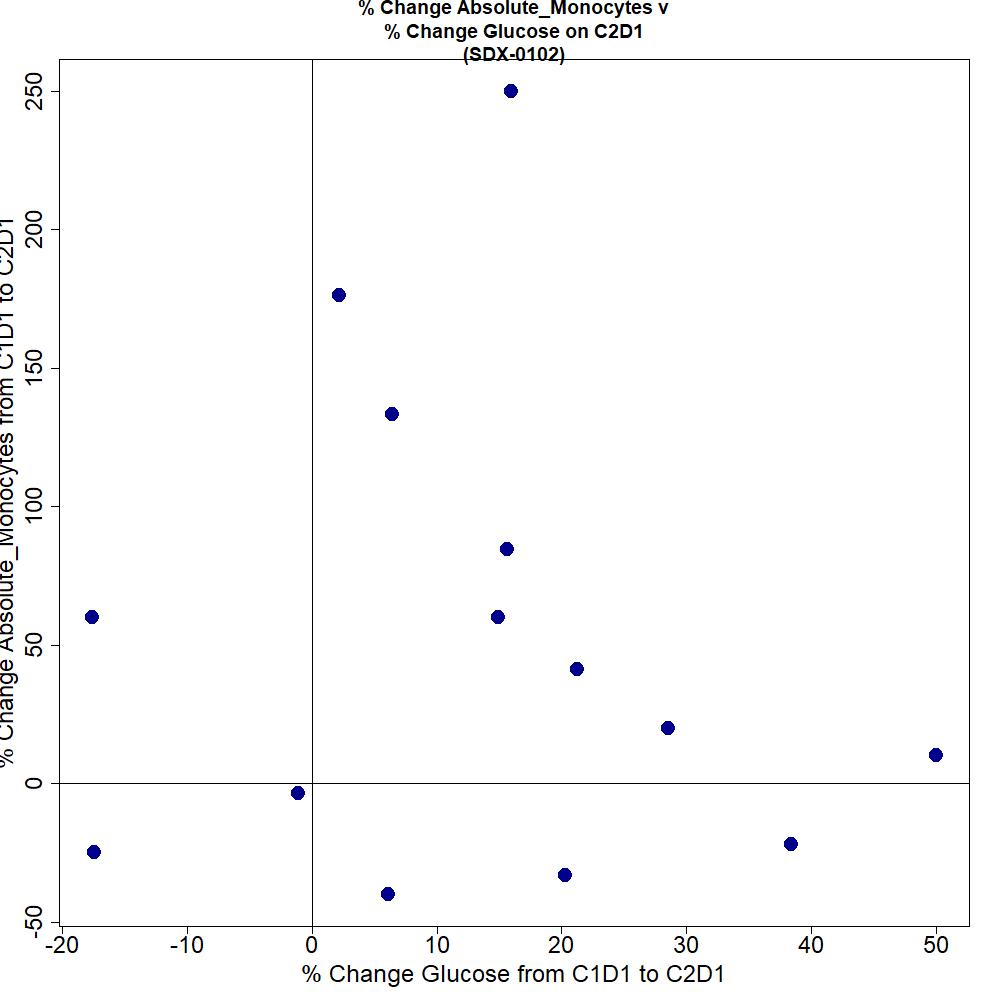 % Change Absolute_Monocytes v
% Change Glucose on C2D1
(SDX-0102)
% Change Absolute_Monocytes from C1D1 to C2D1
250
200
150
100
50
0
-50
-20 -10 0 10 20 30 40 50
% Change Glucose from C1D1 to C2D1